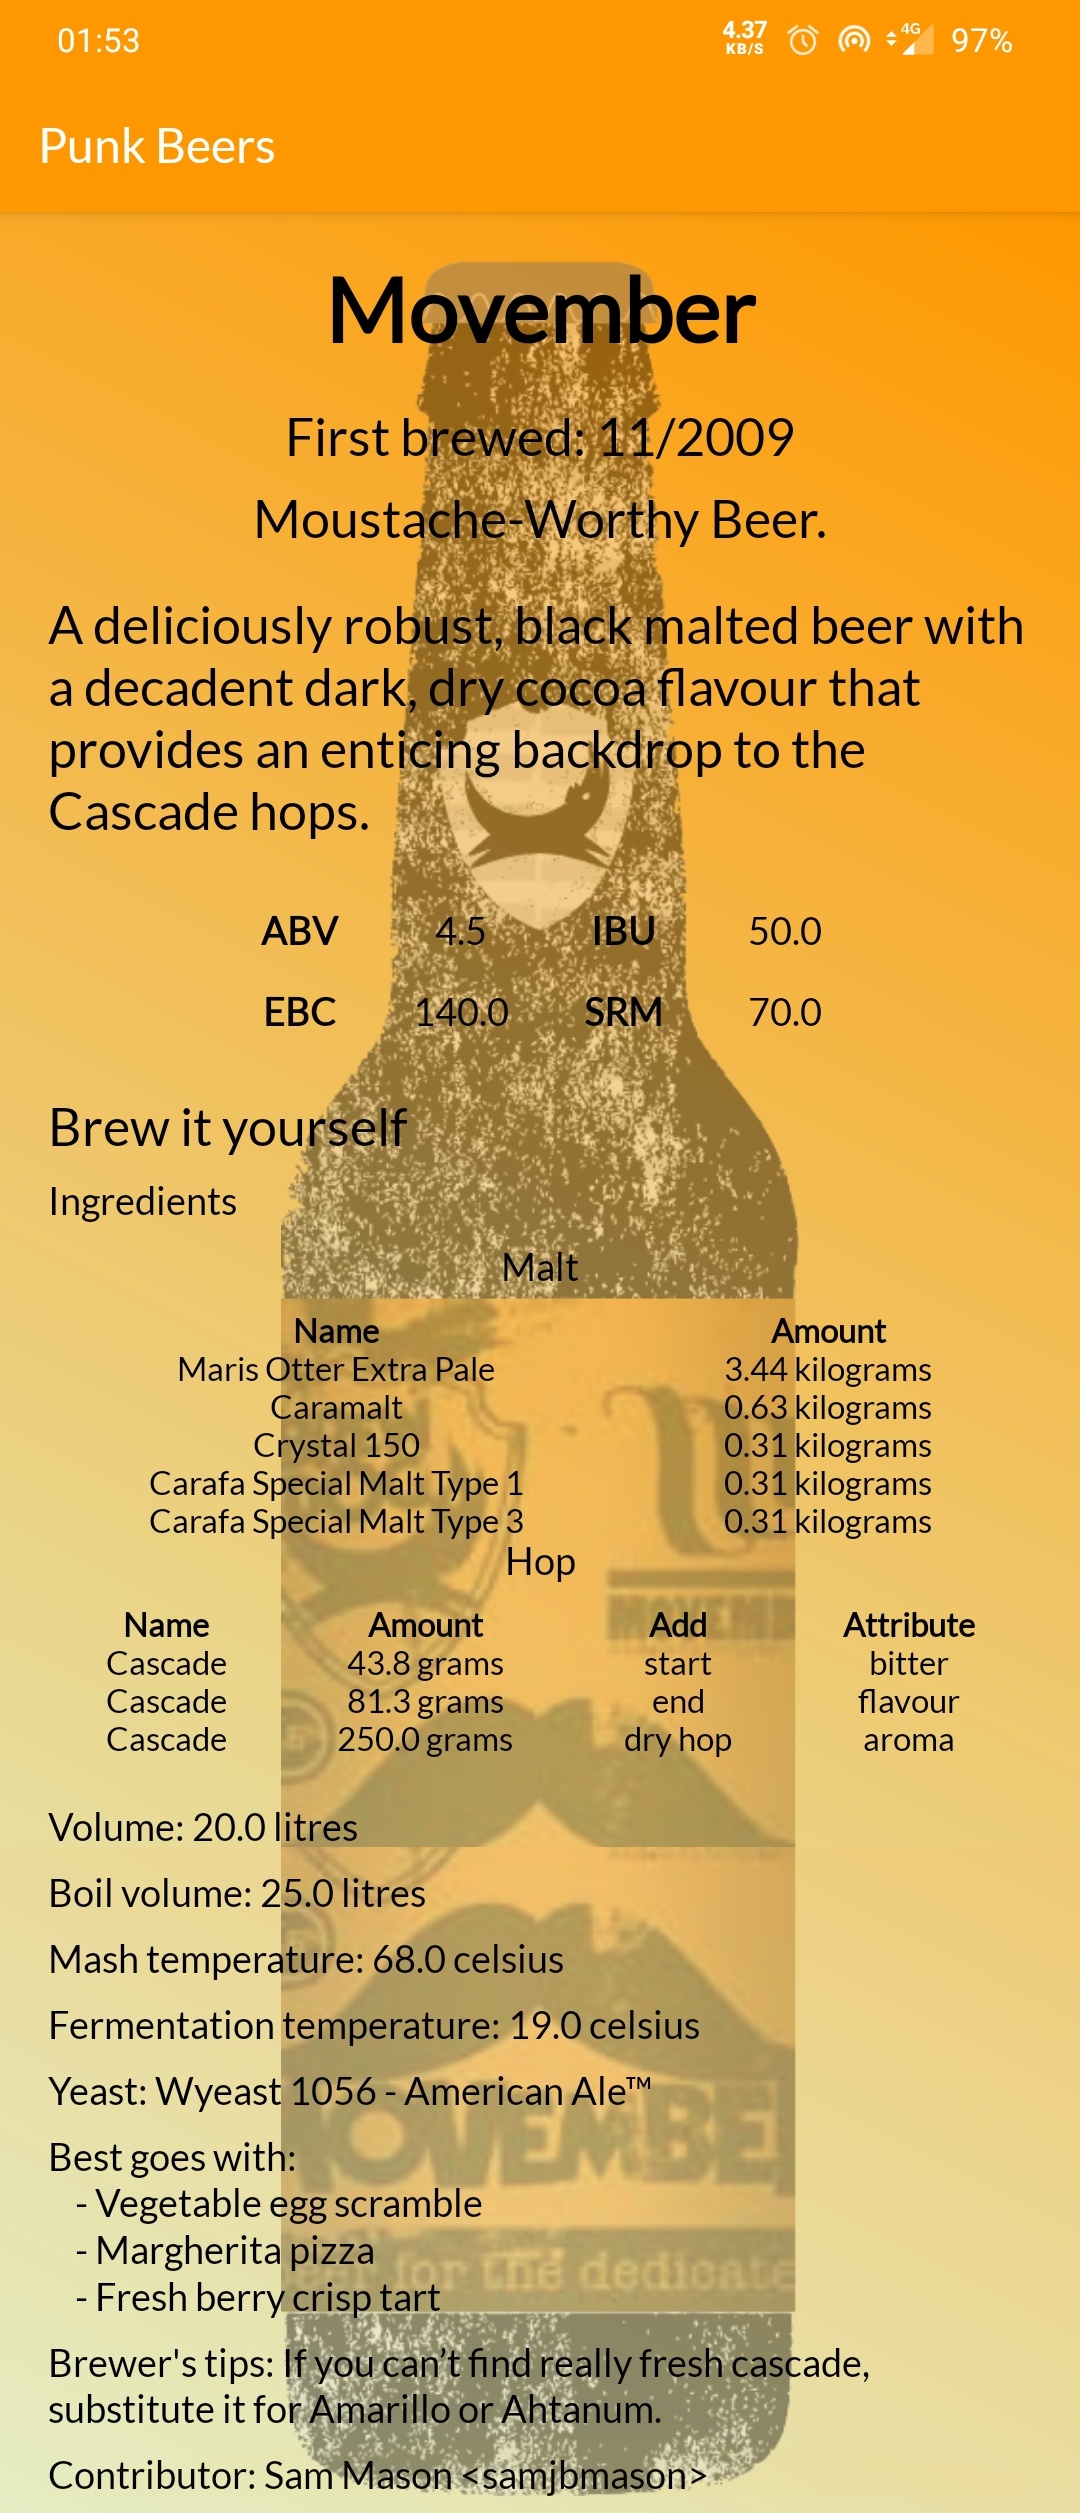 01:53 4.37 KB/S 4G 97%
Punk Beers
Movember
First brewed: 11/2009
Moustache-Worthy Beer.
A deliciously robust, black malted beer with
a decadent dark, dry cocoa flavour that
provides an enticing backdrop to the
Cascade hops.
ABV 4.5 IBU 50.0
EBC 140.0 SRM 70.0
Brew it yourself
Ingredients
Malt
Name Amount
Maris Otter Extra Pale 3.44 kilograms
Caramalt 0.63 kilograms
Crystal 150 0.31 kilograms
Carafa Special Malt Type 1 0.31 kilograms
Carafa Special Malt Type 3 0.31 kilograms
Hop
Name Amount Add Attribute
MOVEMB
Cascade 43.8 grams start bitter
Cascade 81.3 grams end flavour
Cascade 250.0 grams dry hop aroma
Volume: 20.0 litres
Boil volume: 25.0 litres
Mash temperature: 68.0 celsius
Fermentation temperature: 19.0 celsius
Yeast: Wyeast 1056 - American Ale™
OVEMBE
Best goes with:
- Vegetable egg scramble
- Margherita pizza
for the dedicate
- Fresh berry crisp tart
Brewer's tips: If you can’t find really fresh cascade,
substitute it for Amarillo or Ahtanum.
Contributor: Sam Mason <samjbmason>